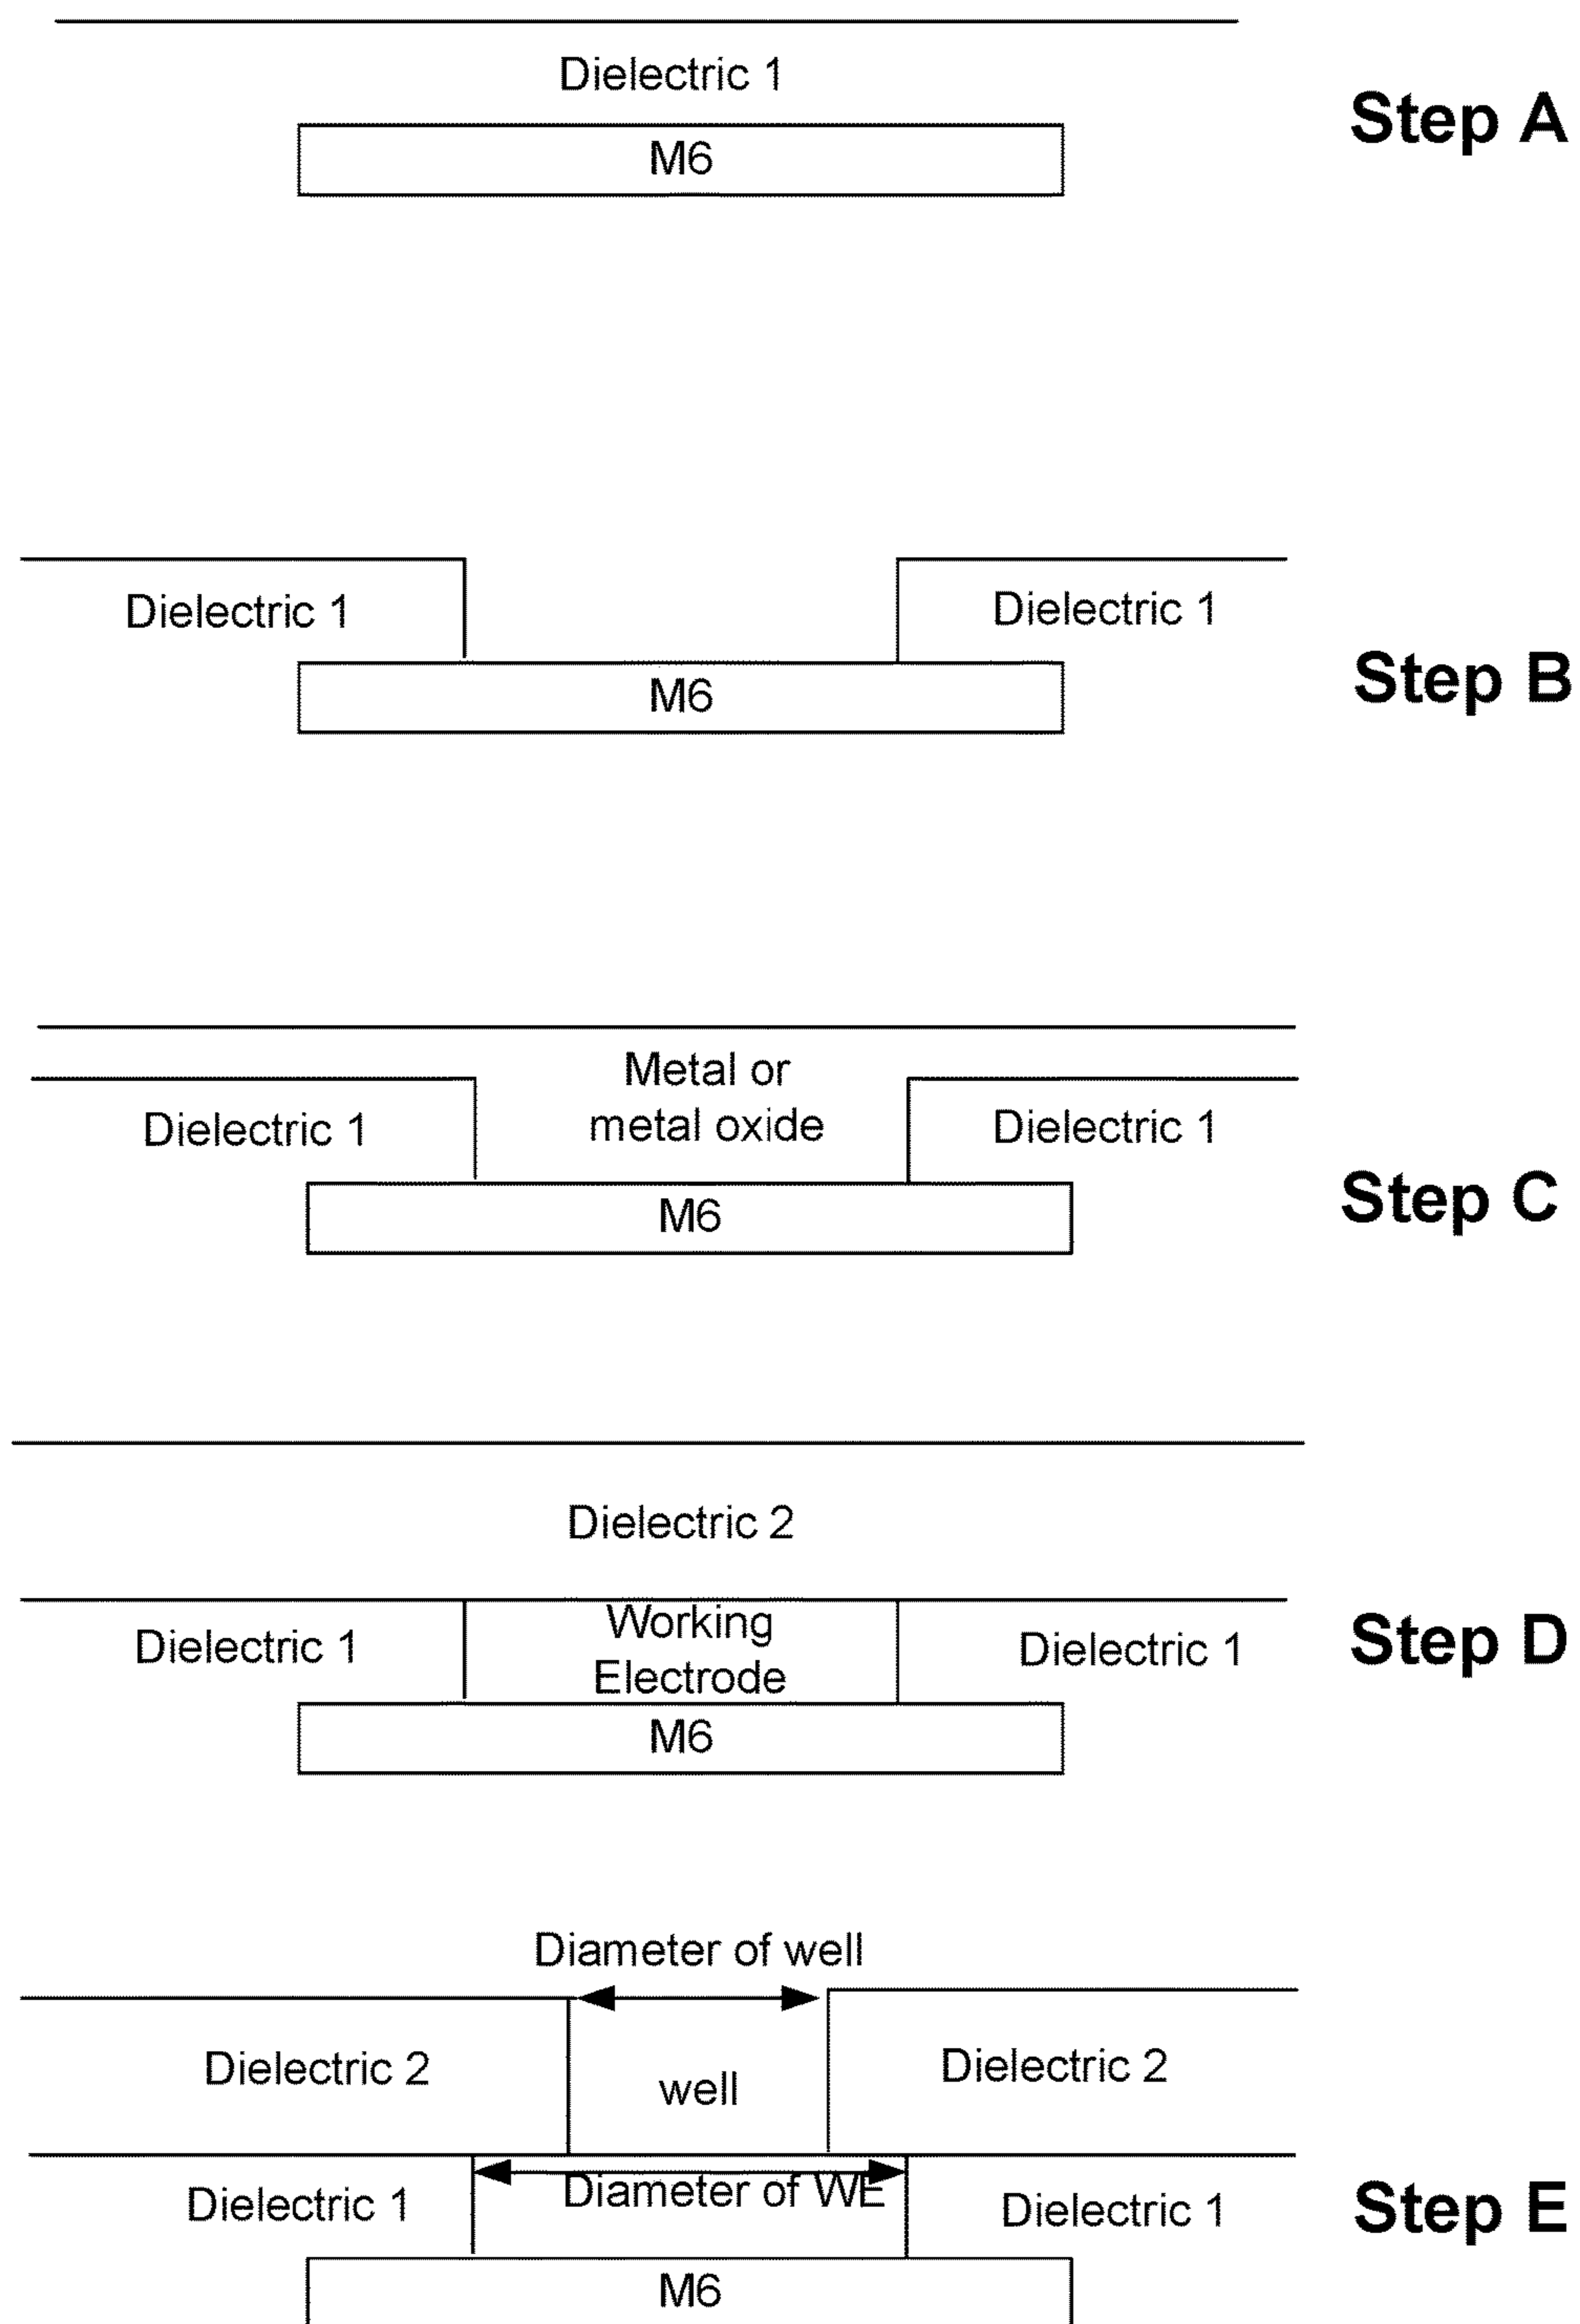 Dielectric 1
M6
Step A
Dielectric 1
Dielectric 1
M6
Step B
Metal or
metal oxide
Dielectric 1
Dielectric 1
M6
Step C
Dielectric 2
Working
Electrode
Dielectric 1
Dielectric 1
M6
Step D
Diameter of well
Dielectric 2
well
Dielectric 2
Diameter of WE
Dielectric 1
Dielectric 1
M6
Step E